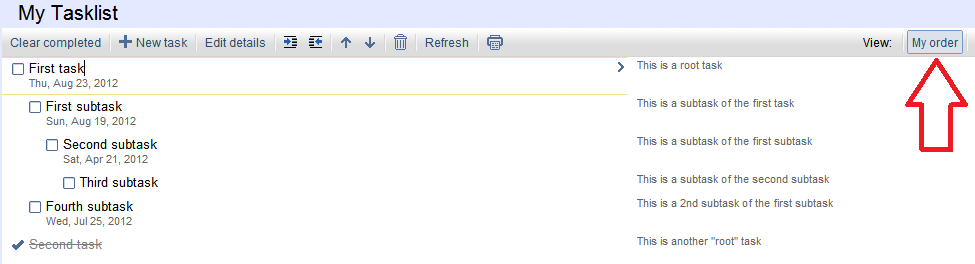 My Tasklist
Clear completed New task Edit details Refresh View: My order
First task This is a root task
Thu, Aug 23, 2012
First subtask This is a subtask of the first task
Sun, Aug 19, 2012
Second subtask This is a subtask of the first subtask
Sat, Apr 21, 2012
Third subtask This is a subtask of the second subtask
Fourth subtask This is a 2nd subtask of the first subtask
Wed, Jul 25, 2012
Second task This is another "root" task